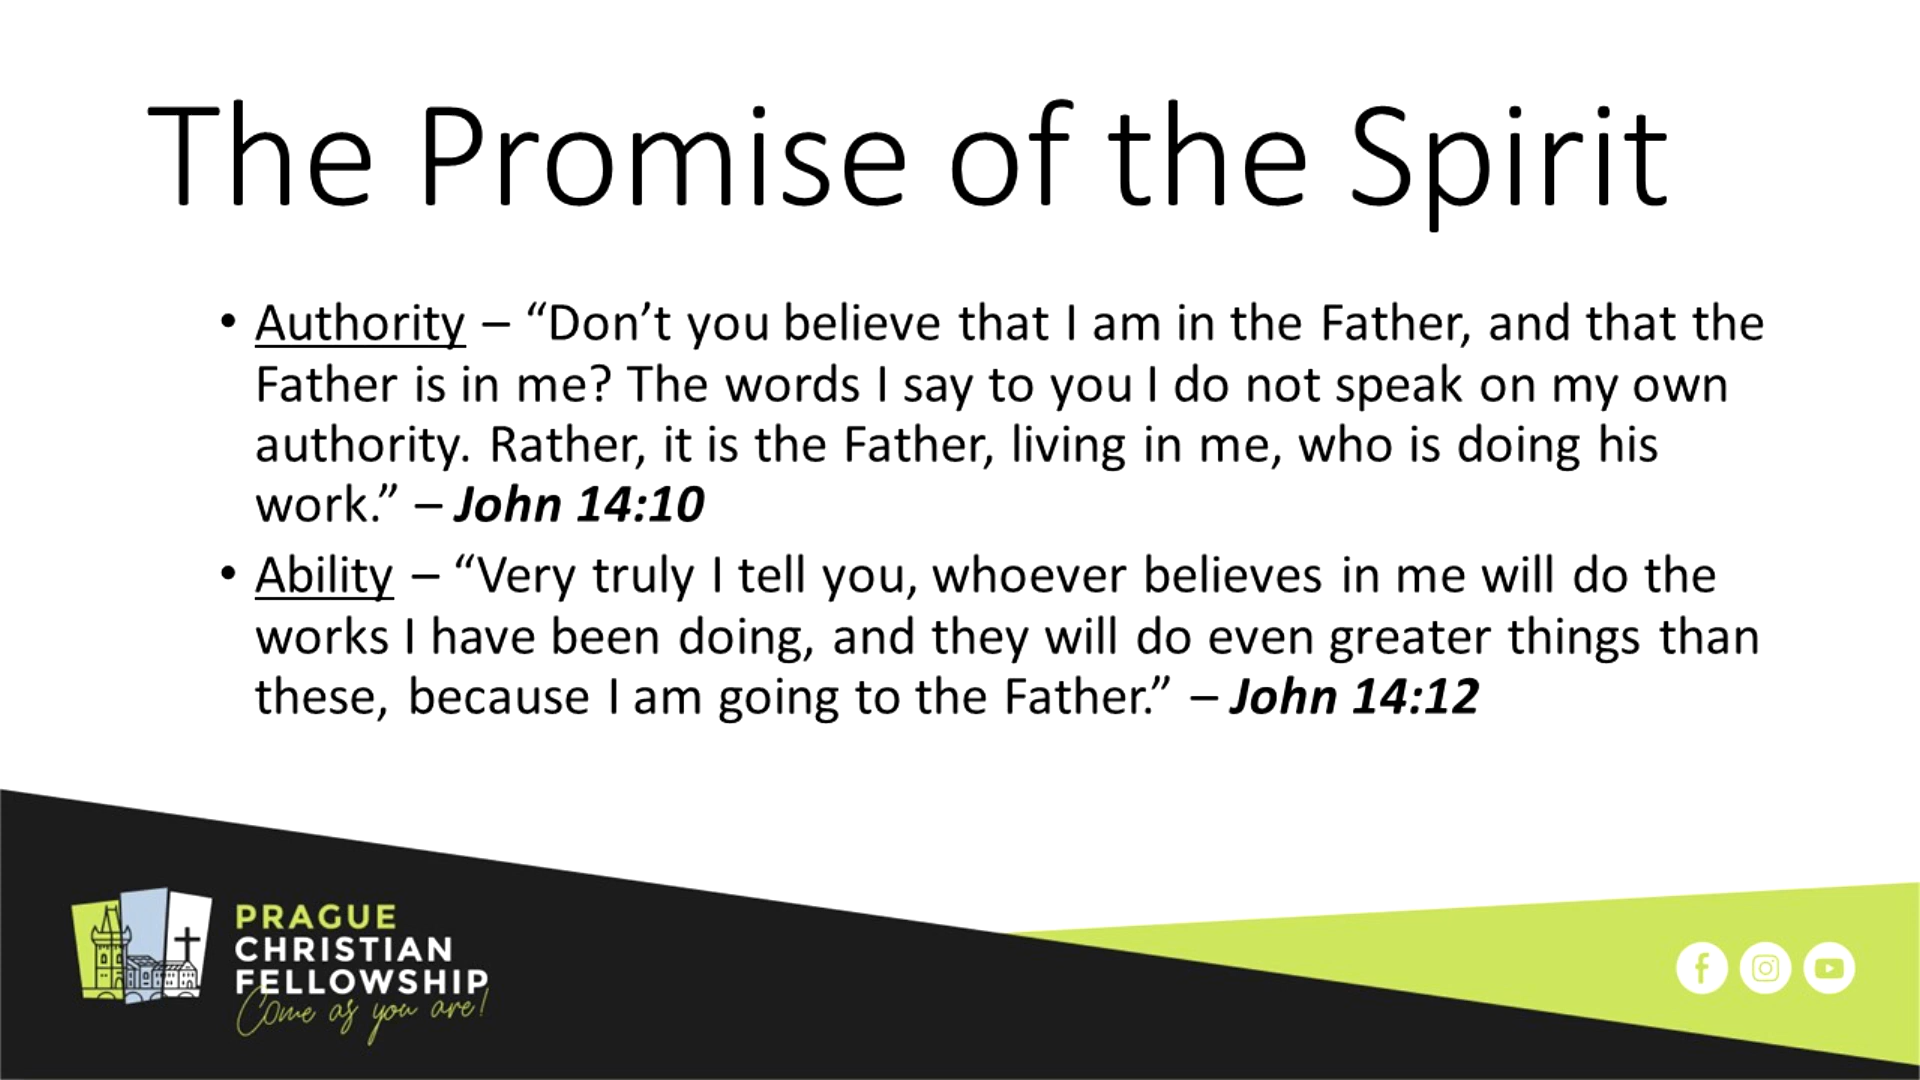 The Promise of the Spirit
• Authority – “Don’t you believe that I am in the Father, and that the
Father is in me? The words I say to you I do not speak on my own
authority. Rather, it is the Father, living in me, who is doing his
work.” – John 14:10
• Ability – “Very truly I tell you, whoever believes in me will do the
works I have been doing, and they will do even greater things than
these, because I am going to the Father.” – John 14:12
PRAGUE
CHRISTIAN
FELLOWSHIP
Come as you are!